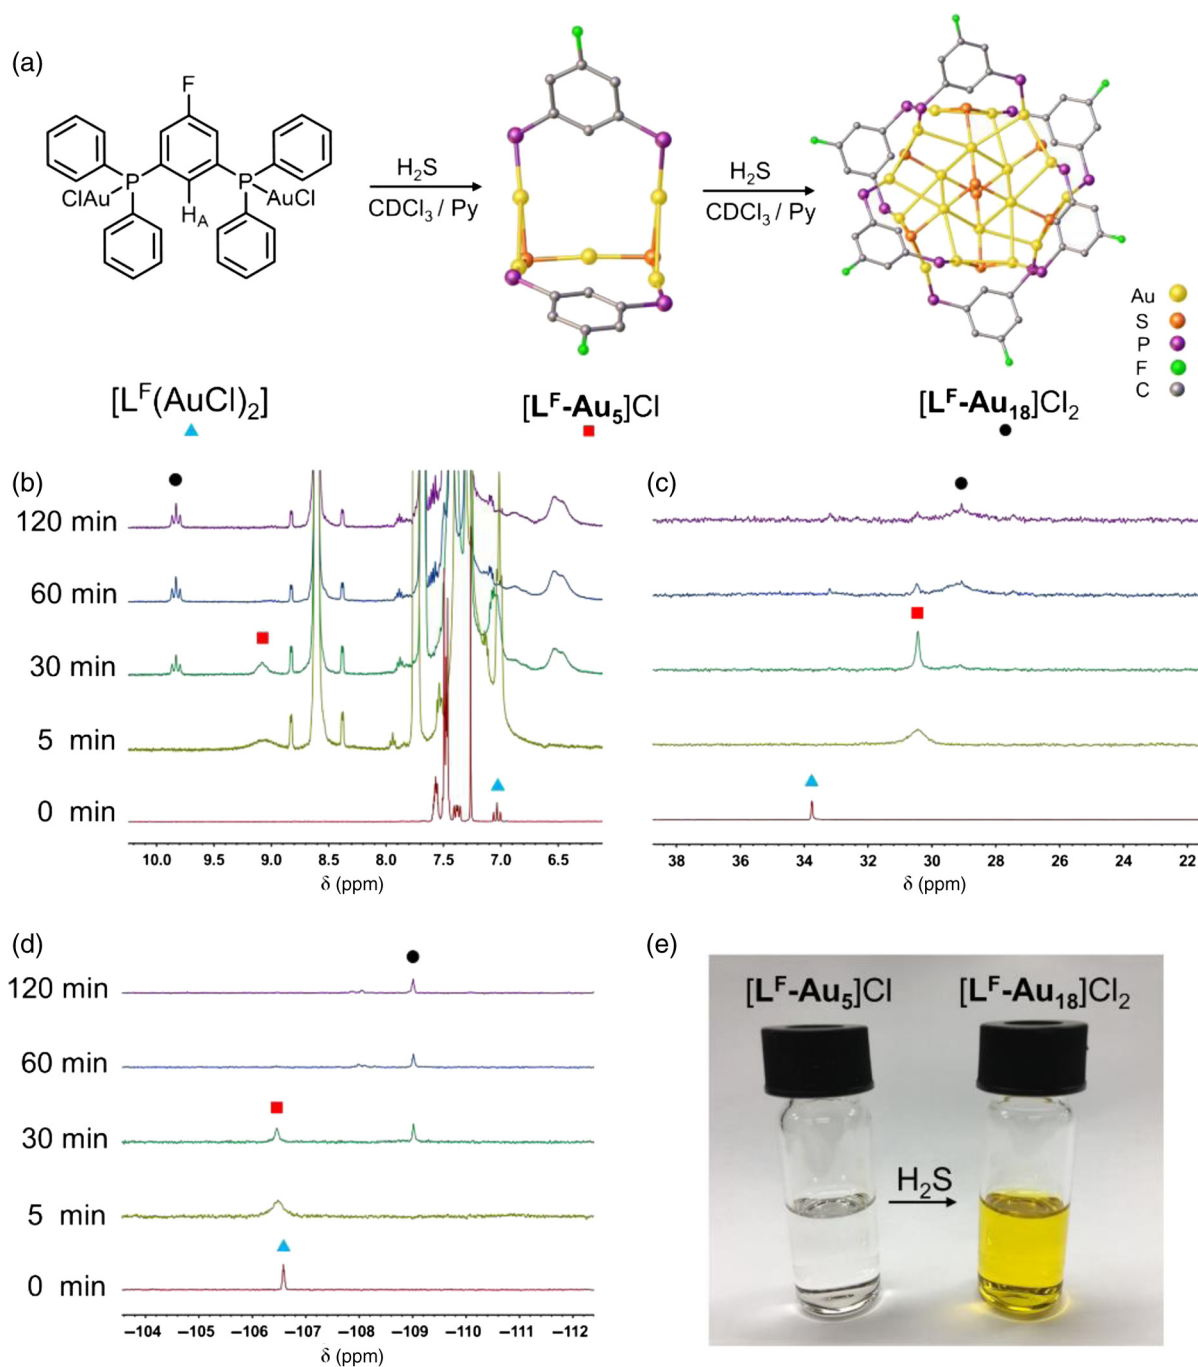 (a)
F
ClAu
P
P
AuCl
H_A
H₂S
CDCl₃ / Py
H₂S
CDCl₃ / Py
Au
S
P
F
C
[L^F(AuCl)₂]
[L^F-Au₅]Cl
[L^F-Au₁₈]Cl₂
(b)
120 min
60 min
30 min
5 min
0 min
10.0 9.5 9.0 8.5 8.0 7.5 7.0 6.5
δ (ppm)
(c)
38 36 34 32 30 28 26 24 22
δ (ppm)
(d)
120 min
60 min
30 min
5 min
0 min
–104 –105 –106 –107 –108 –109 –110 –111 –112
δ (ppm)
(e)
[L^F-Au₅]Cl
[L^F-Au₁₈]Cl₂
H₂S